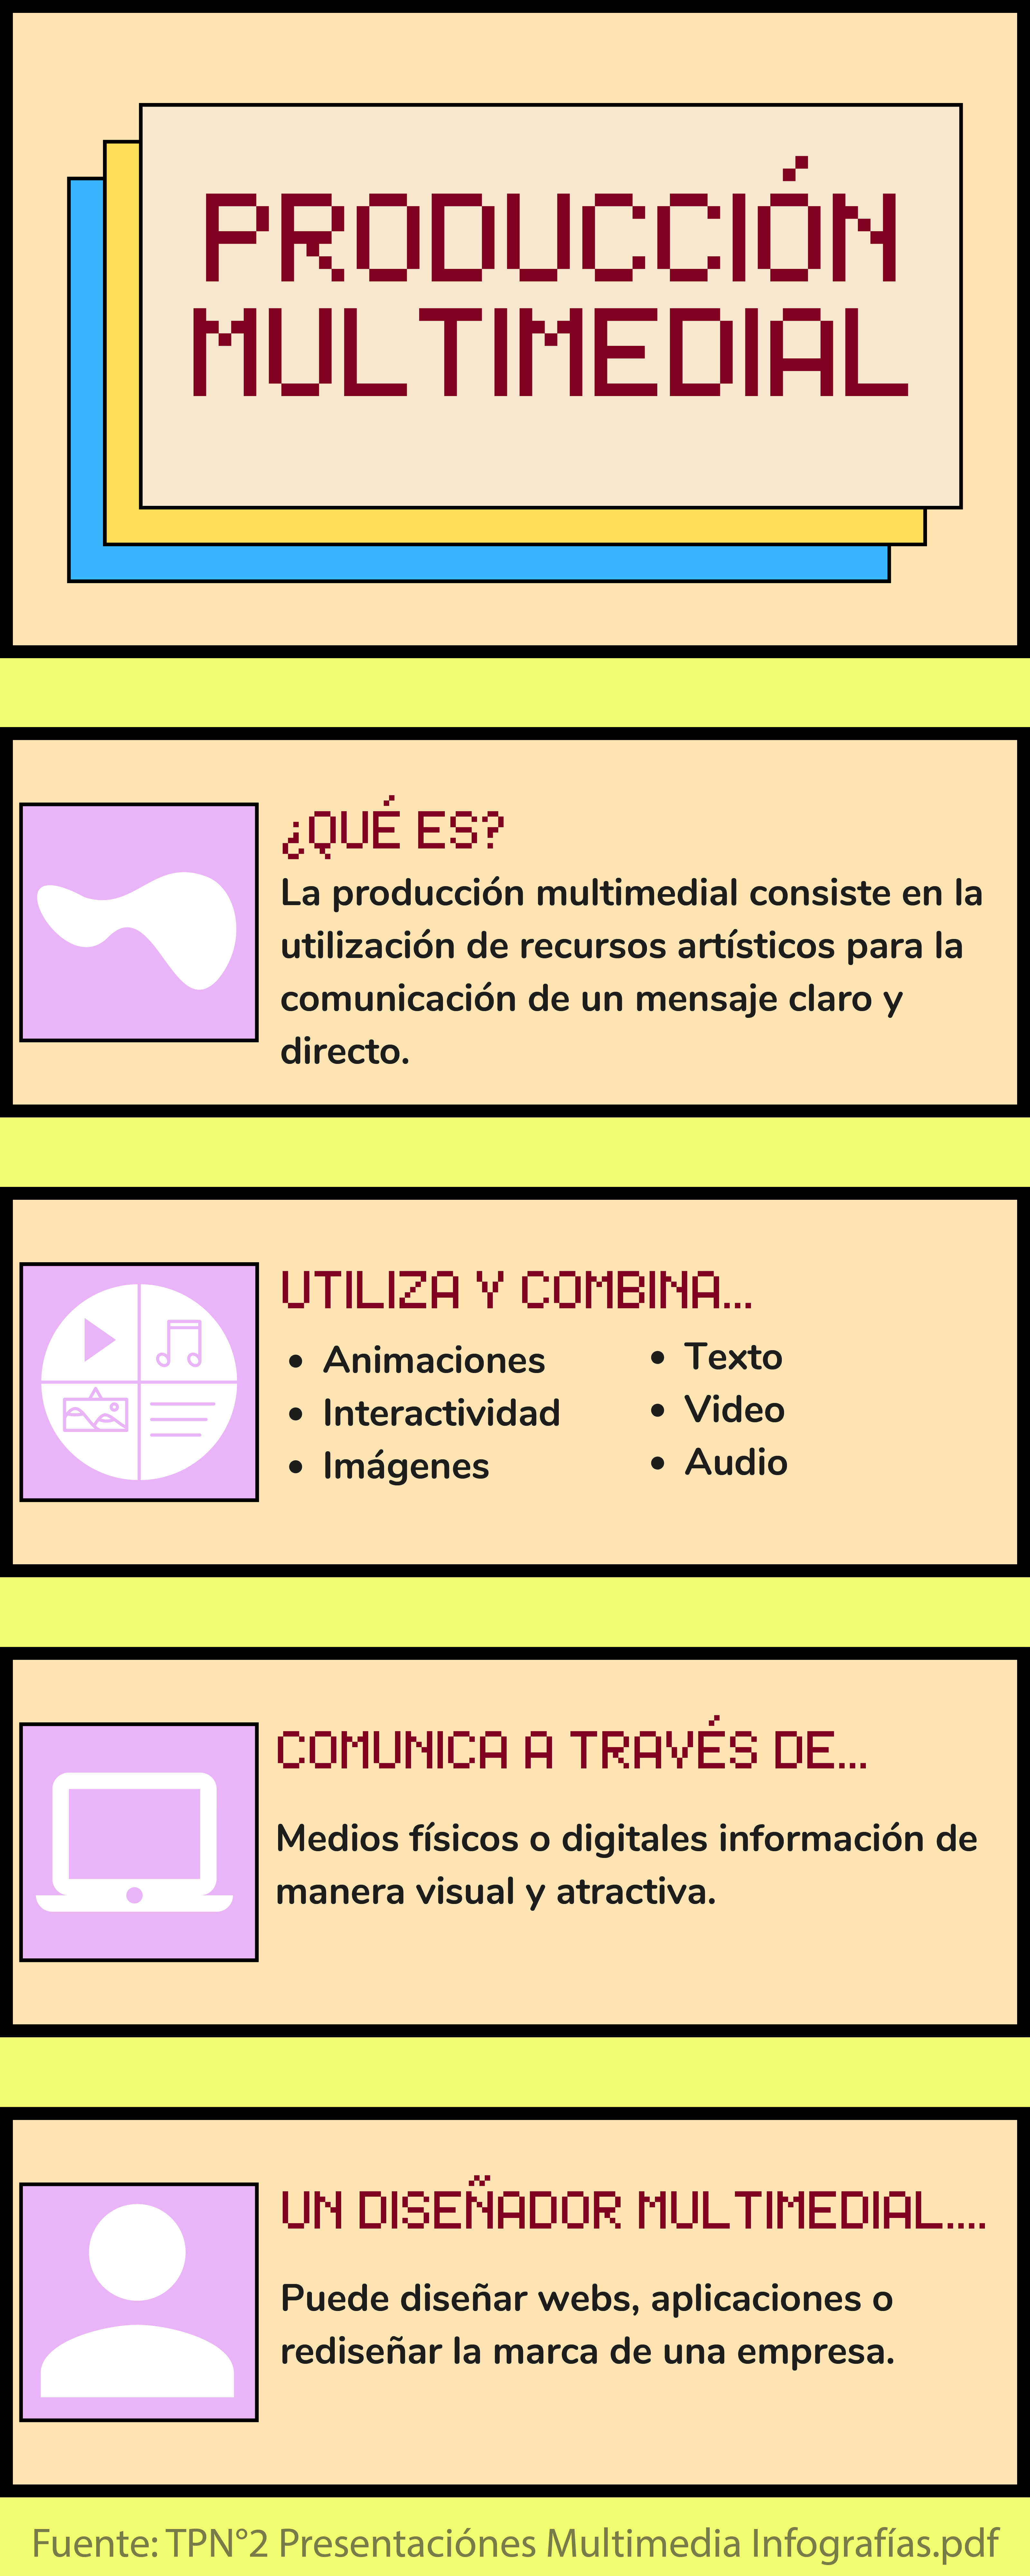 PRODUCCIÓN
MULTIMEDIAL
¿QUÉ ES?
La producción multimedial consiste en la
utilización de recursos artísticos para la
comunicación de un mensaje claro y
directo.
UTILIZA Y COMBINA...
• Animaciones
• Interactividad
• Imágenes
• Texto
• Video
• Audio
COMUNICA A TRAVÉS DE...
Medios físicos o digitales información de
manera visual y atractiva.
UN DISEÑADOR MULTIMEDIAL....
Puede diseñar webs, aplicaciones o
rediseñar la marca de una empresa.
Fuente: TPN°2 Presentaciónes Multimedia Infografías.pdf